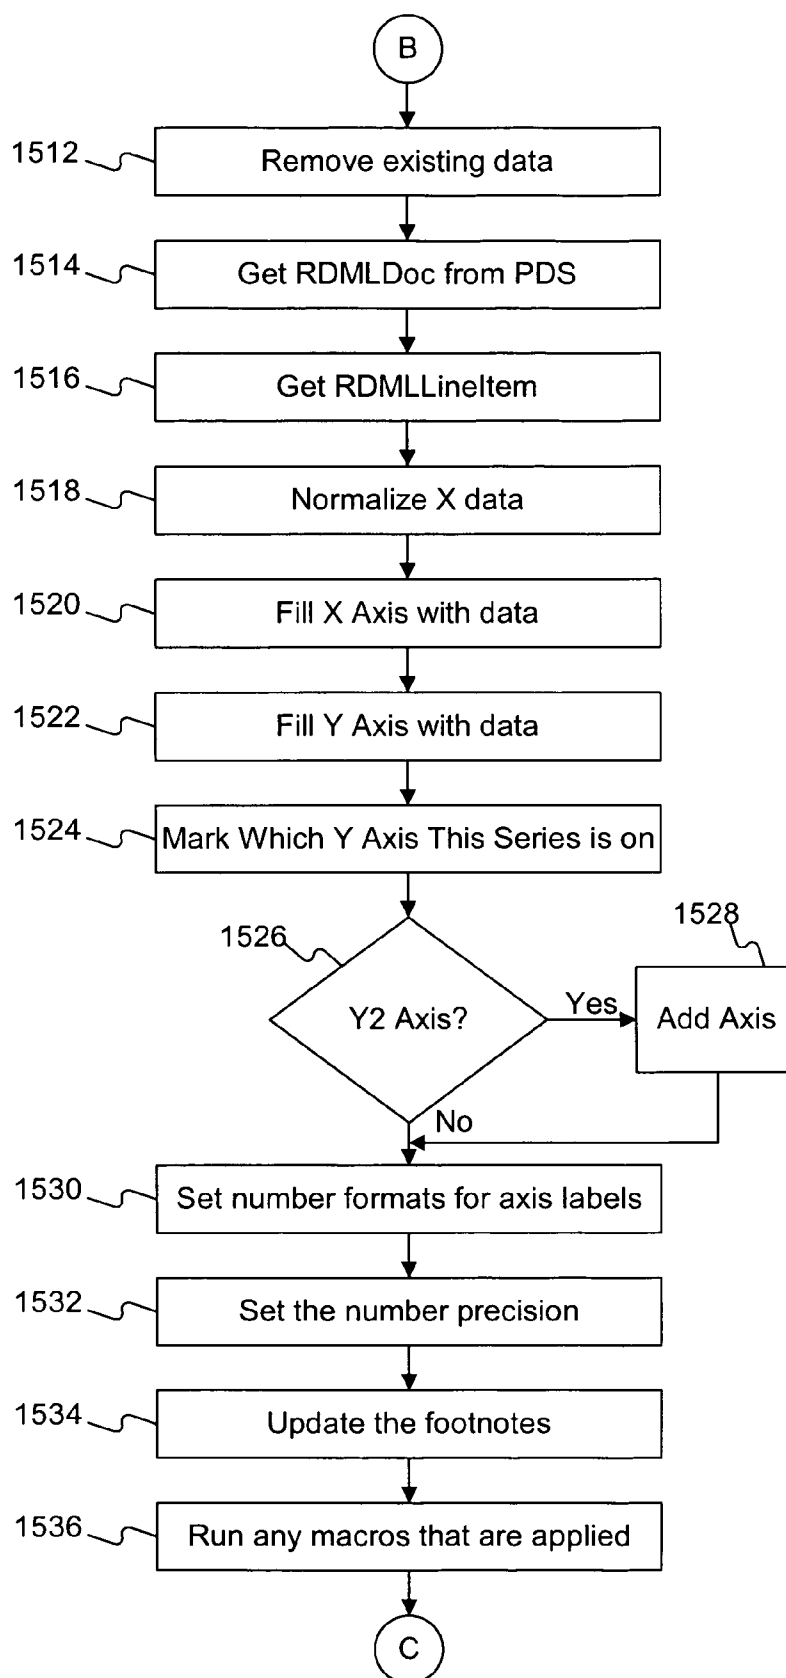 B
1512
Remove existing data
1514
Get RDMLDoc from PDS
1516
Get RDMLLineItem
1518
Normalize X data
1520
Fill X Axis with data
1522
Fill Y Axis with data
1524
Mark Which Y Axis This Series is on
1526
1528
Y2 Axis?
Yes
Add Axis
No
1530
Set number formats for axis labels
1532
Set the number precision
1534
Update the footnotes
1536
Run any macros that are applied
C